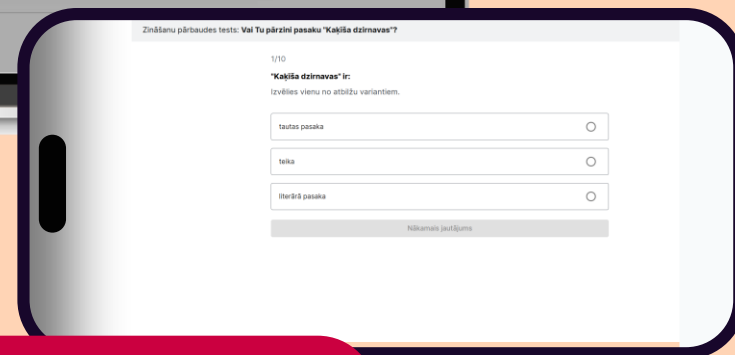 Zināšanu pārbaudes tests: Vai Tu pārzini pasaku "Kaķīša dzirnavas"?
1/10
"Kaķīša dzirnavas" ir:
Izvēlies vienu no atbilžu variantiem.
tautas pasaka
teika
literārā pasaka
Nākamais jautājums